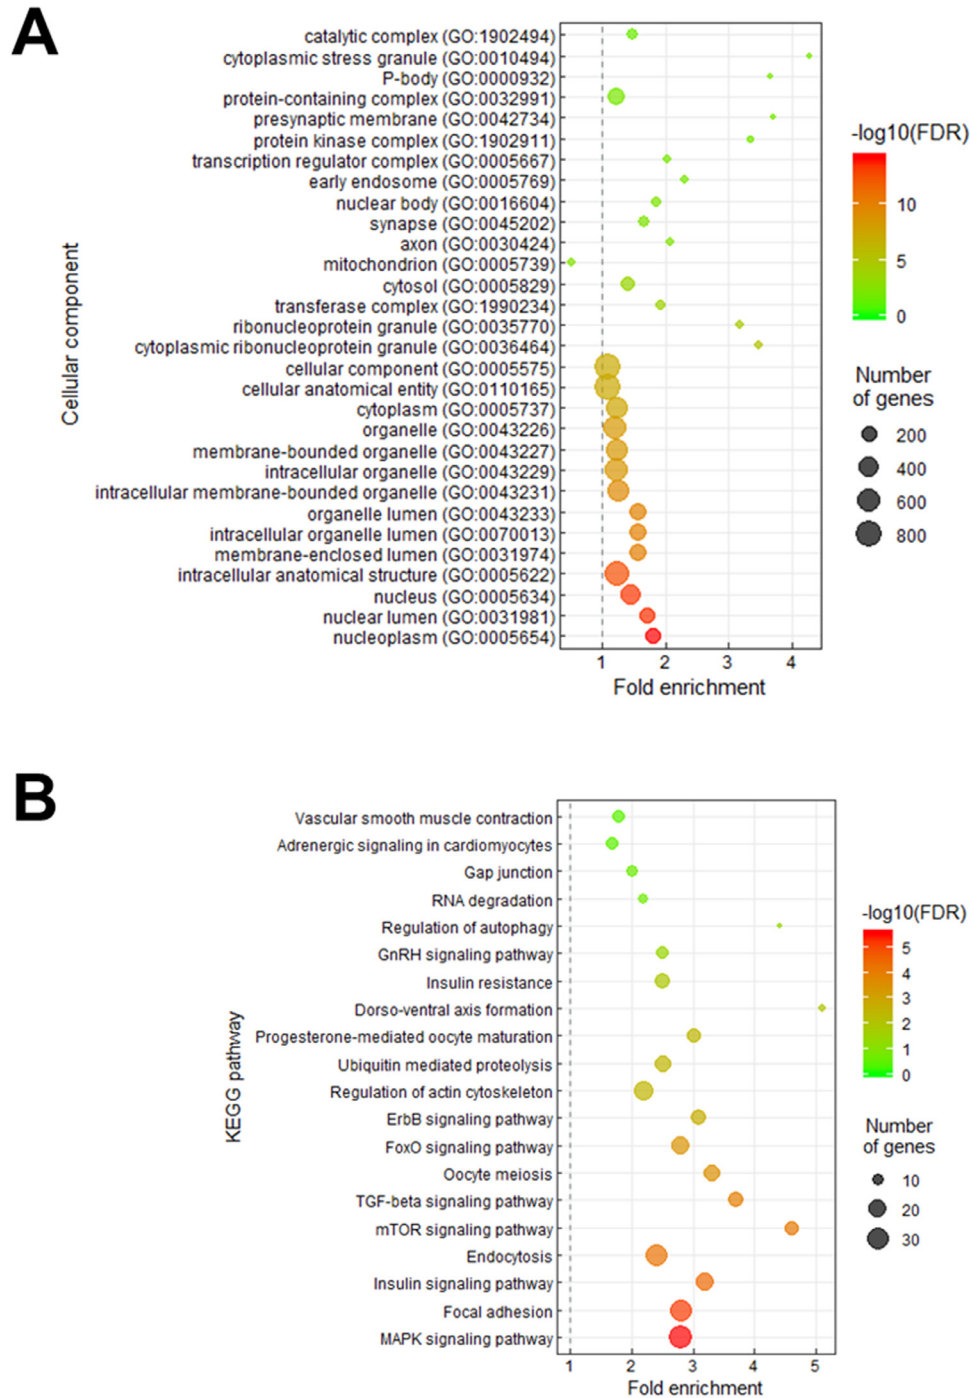 A
Cellular component
catalytic complex (GO:1902494)
cytoplasmic stress granule (GO:0010494)
P-body (GO:0000932)
protein-containing complex (GO:0032991)
presynaptic membrane (GO:0042734)
protein kinase complex (GO:1902911)
transcription regulator complex (GO:0005667)
early endosome (GO:0005769)
nuclear body (GO:0016604)
synapse (GO:0045202)
axon (GO:0030424)
mitochondrion (GO:0005739)
cytosol (GO:0005829)
transferase complex (GO:1990234)
ribonucleoprotein granule (GO:0035770)
cytoplasmic ribonucleoprotein granule (GO:0036464)
cellular component (GO:0005575)
cellular anatomical entity (GO:0110165)
cytoplasm (GO:0005737)
organelle (GO:0043226)
membrane-bounded organelle (GO:0043227)
intracellular organelle (GO:0043229)
intracellular membrane-bounded organelle (GO:0043231)
organelle lumen (GO:0043233)
intracellular organelle lumen (GO:0070013)
membrane-enclosed lumen (GO:0031974)
intracellular anatomical structure (GO:0005622)
nucleus (GO:0005634)
nuclear lumen (GO:0031981)
nucleoplasm (GO:0005654)
1 2 3 4
Fold enrichment
-log10(FDR)
10
5
0
Number
of genes
200
400
600
800
B
KEGG pathway
Vascular smooth muscle contraction
Adrenergic signaling in cardiomyocytes
Gap junction
RNA degradation
Regulation of autophagy
GnRH signaling pathway
Insulin resistance
Dorso-ventral axis formation
Progesterone-mediated oocyte maturation
Ubiquitin mediated proteolysis
Regulation of actin cytoskeleton
ErbB signaling pathway
FoxO signaling pathway
Oocyte meiosis
TGF-beta signaling pathway
mTOR signaling pathway
Endocytosis
Insulin signaling pathway
Focal adhesion
MAPK signaling pathway
1 2 3 4 5
Fold enrichment
-log10(FDR)
5
4
3
2
1
0
Number
of genes
10
20
30